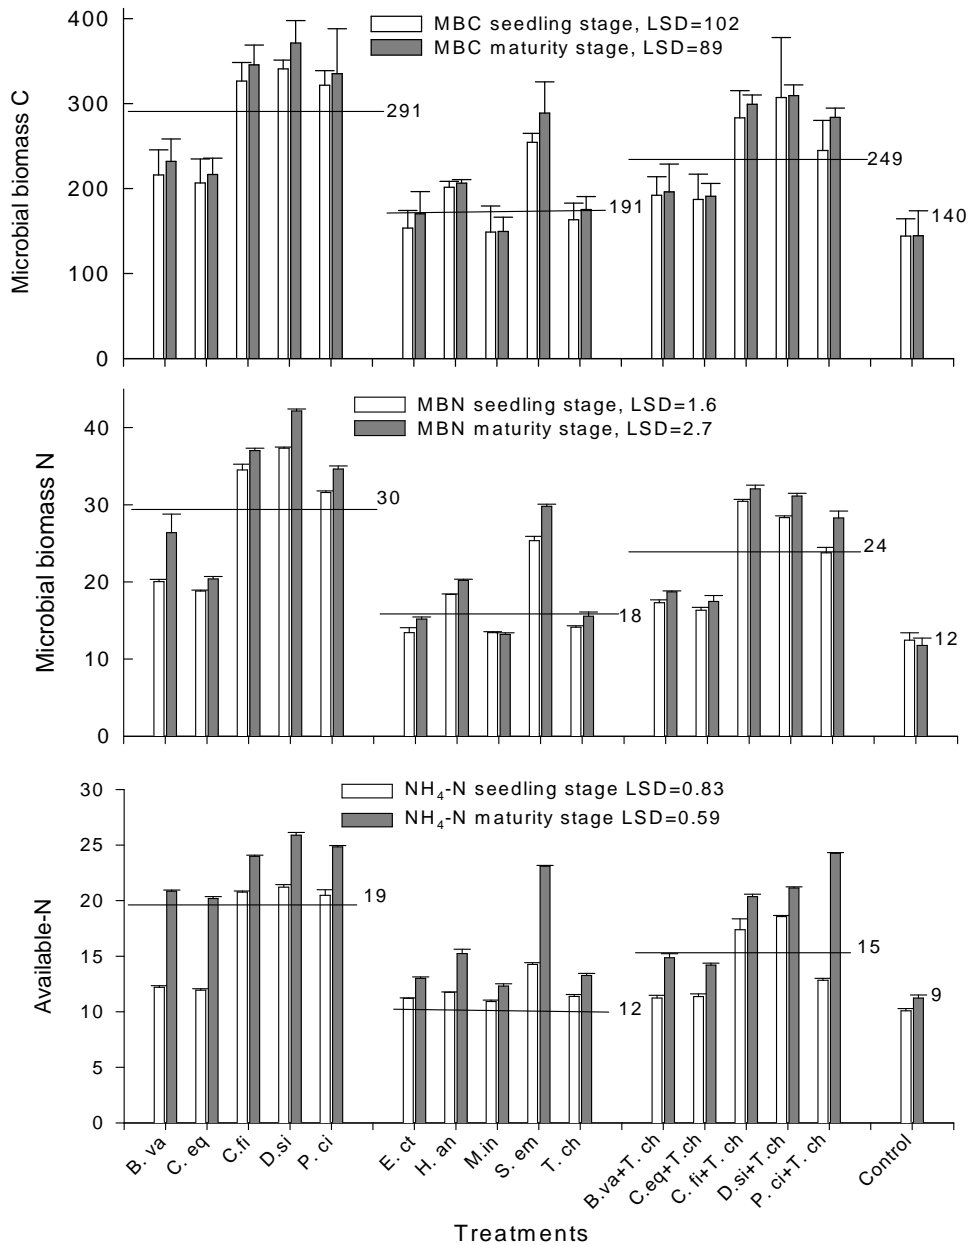 MBC seedling stage, LSD=102
MBC maturity stage, LSD=89
Microbial biomass C
400
300
200
100
0
291
191
249
140
MBN seedling stage, LSD=1.6
MBN maturity stage, LSD=2.7
Microbial biomass N
40
30
20
10
0
30
18
24
12
NH₄-N seedling stage LSD=0.83
NH₄-N maturity stage LSD=0.59
Available-N
30
25
20
15
10
5
0
19
12
15
9
B. va
C. eq
C.fi
D.si
P. ci
E. ct
H. an
M.in
S. em
T. ch
B.va+T. ch
C.eq+T.ch
C. fi+T. ch
D.si+T.ch
P. ci+T. ch
Control
Treatments